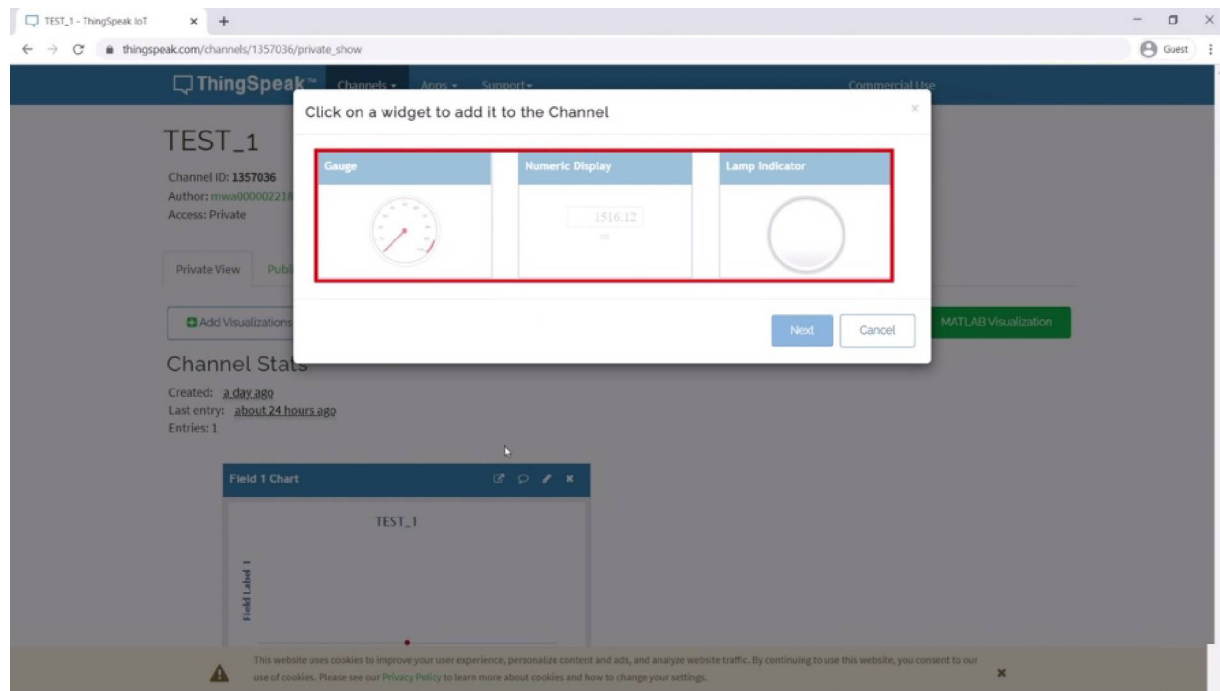 TEST_1 - ThingSpeak IoT
thingspeak.com/channels/1357036/private_show
Guest
ThingSpeak™ Channels Apps Support Commercial Use
Click on a widget to add it to the Channel
TEST_1
Channel ID: 1357036
Author: mwa000002218
Access: Private
Gauge
Numeric Display
1516.12
Lamp Indicator
Private View
Publi
Add Visualizations
Next
Cancel
MATLAB Visualization
Channel Stats
Created: a day ago
Last entry: about 24 hours ago
Entries: 1
Field 1 Chart
TEST_1
Field Label 1
This website uses cookies to improve your user experience, personalize content and ads, and analyze website traffic. By continuing to use this website, you consent to our
use of cookies. Please see our Privacy Policy to learn more about cookies and how to change your settings.